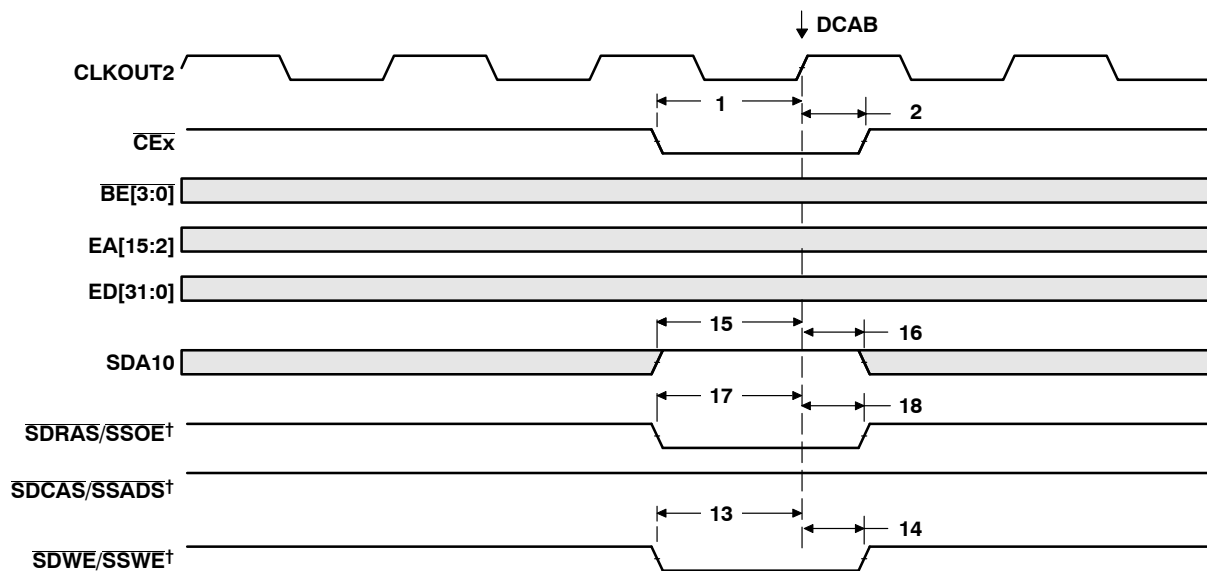 DCAB
CLKOUT2
1
2
CEx
BE[3:0]
EA[15:2]
ED[31:0]
15
16
SDA10
17
18
SDRAS/SSOE†
SDCAS/SSADS†
13
14
SDWE/SSWE†